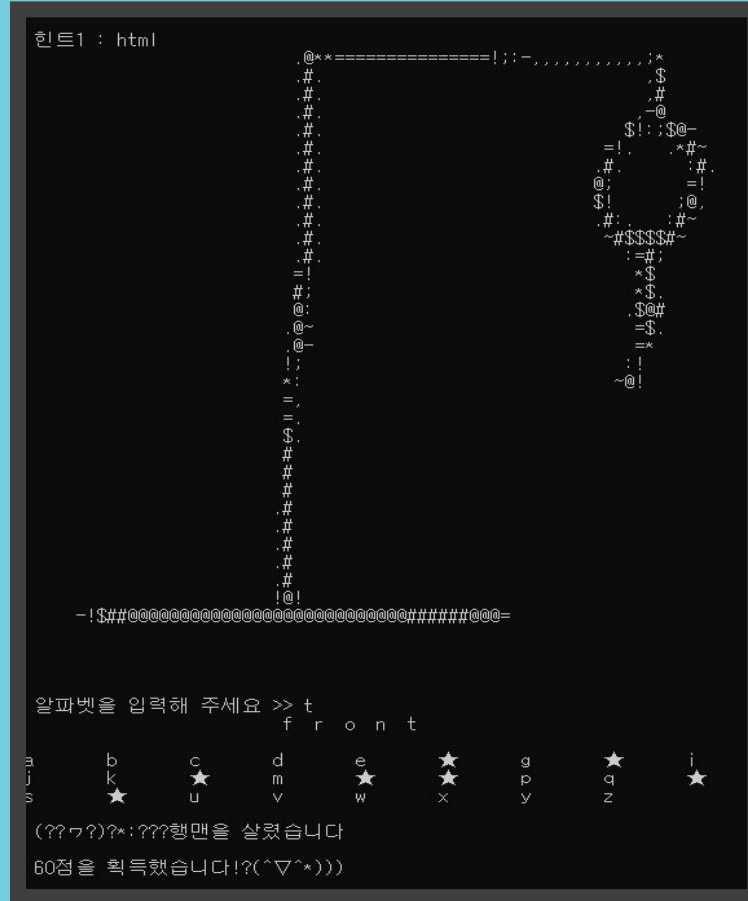 힌트1 : html
알파벳을 입력해 주세요 >> t
f r o n t
a b c d e ★ g ★ i
j k ★ m ★ ★ p q ★
s ★ u v w x y z
(??ㅜ?)?*:???행맨을 살렸습니다
60점을 획득했습니다!?(^▽^*)))